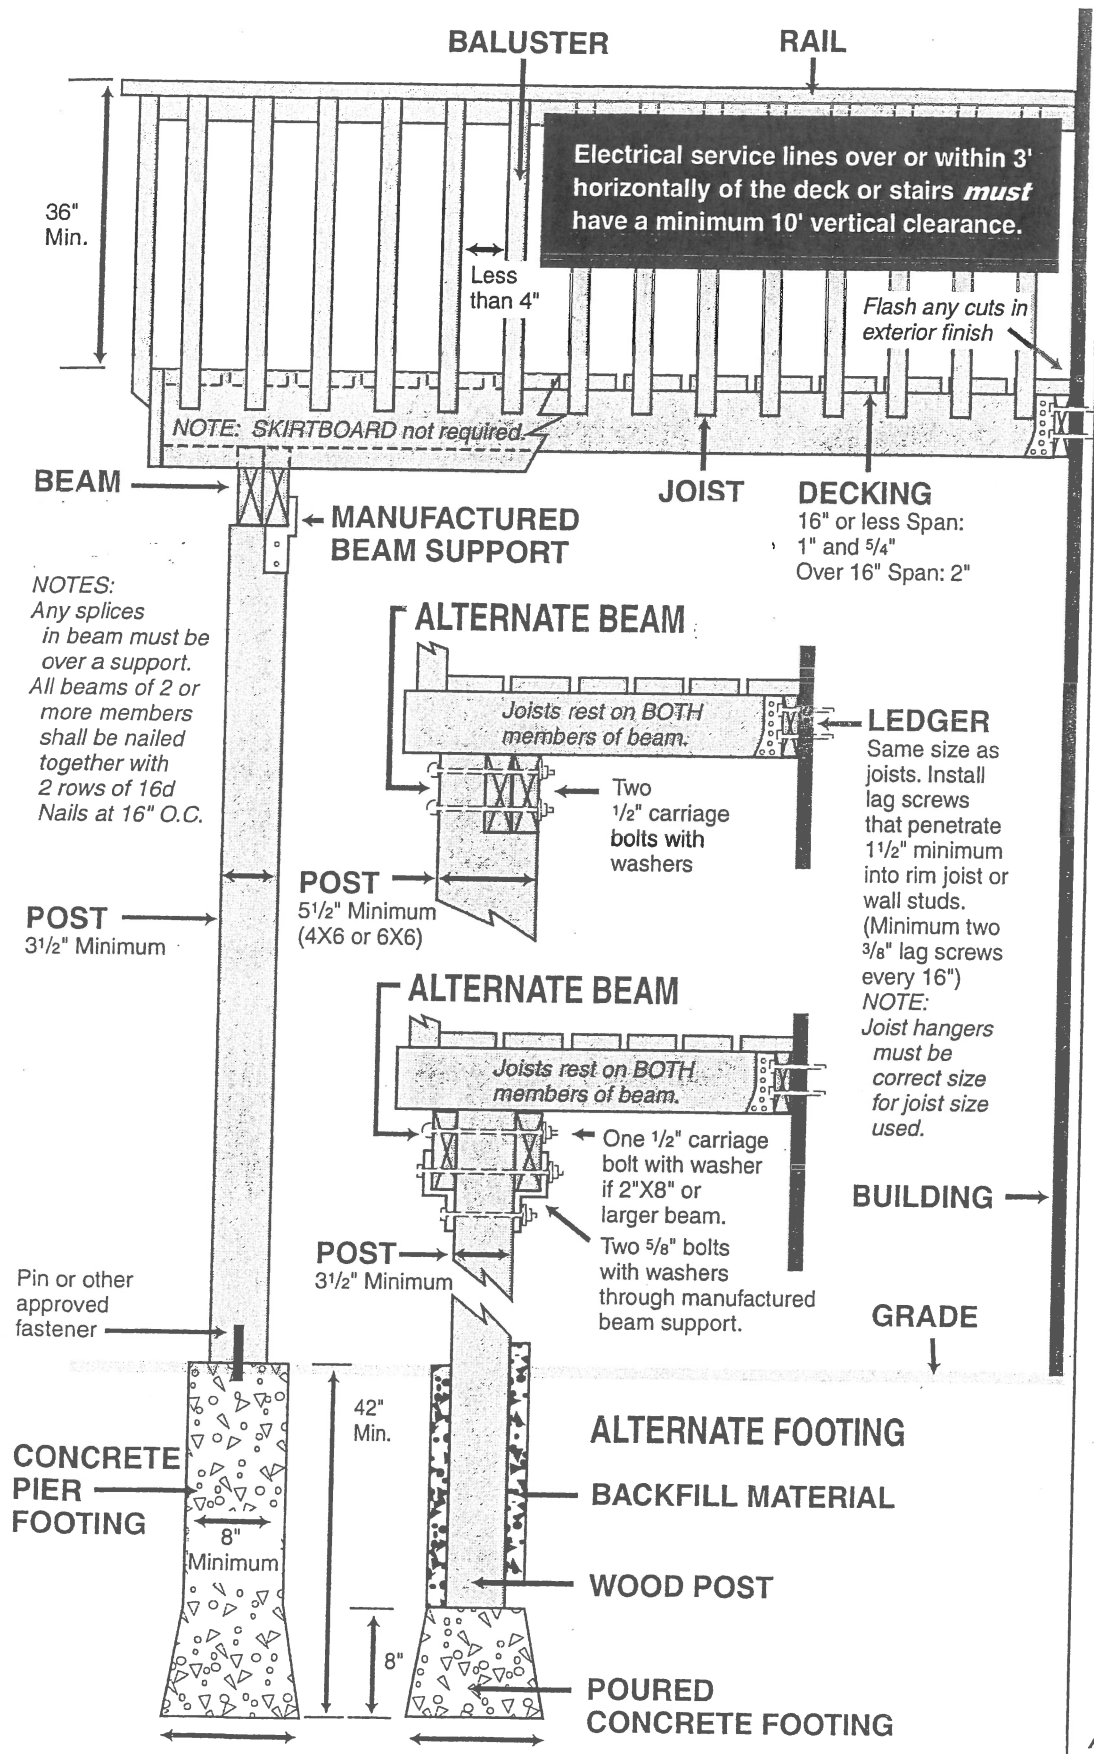 BALUSTER
RAIL
Electrical service lines over or within 3'
horizontally of the deck or stairs must
have a minimum 10' vertical clearance.
36"
Min.
Less
than 4"
Flash any cuts in
exterior finish
NOTE: SKIRTBOARD not required.
BEAM
MANUFACTURED
BEAM SUPPORT
JOIST
DECKING
16" or less Span:
1" and 5/4"
Over 16" Span: 2"
NOTES:
Any splices
in beam must be
over a support.
All beams of 2 or
more members
shall be nailed
together with
2 rows of 16d
Nails at 16" O.C.
ALTERNATE BEAM
Joists rest on BOTH
members of beam.
Two
1/2" carriage
bolts with
washers
LEDGER
Same size as
joists. Install
lag screws
that penetrate
1 1/2" minimum
into rim joist or
wall studs.
(Minimum two
3/8" lag screws
every 16")
NOTE:
Joist hangers
must be
correct size
for joist size
used.
POST
5 1/2" Minimum
(4X6 or 6X6)
POST
3 1/2" Minimum
ALTERNATE BEAM
Joists rest on BOTH
members of beam.
One 1/2" carriage
bolt with washer
if 2"X8" or
larger beam.
Two 5/8" bolts
with washers
through manufactured
beam support.
POST
3 1/2" Minimum
BUILDING
Pin or other
approved
fastener
GRADE
42"
Min.
CONCRETE
PIER
FOOTING
8"
Minimum
ALTERNATE FOOTING
BACKFILL MATERIAL
WOOD POST
8"
POURED
CONCRETE FOOTING